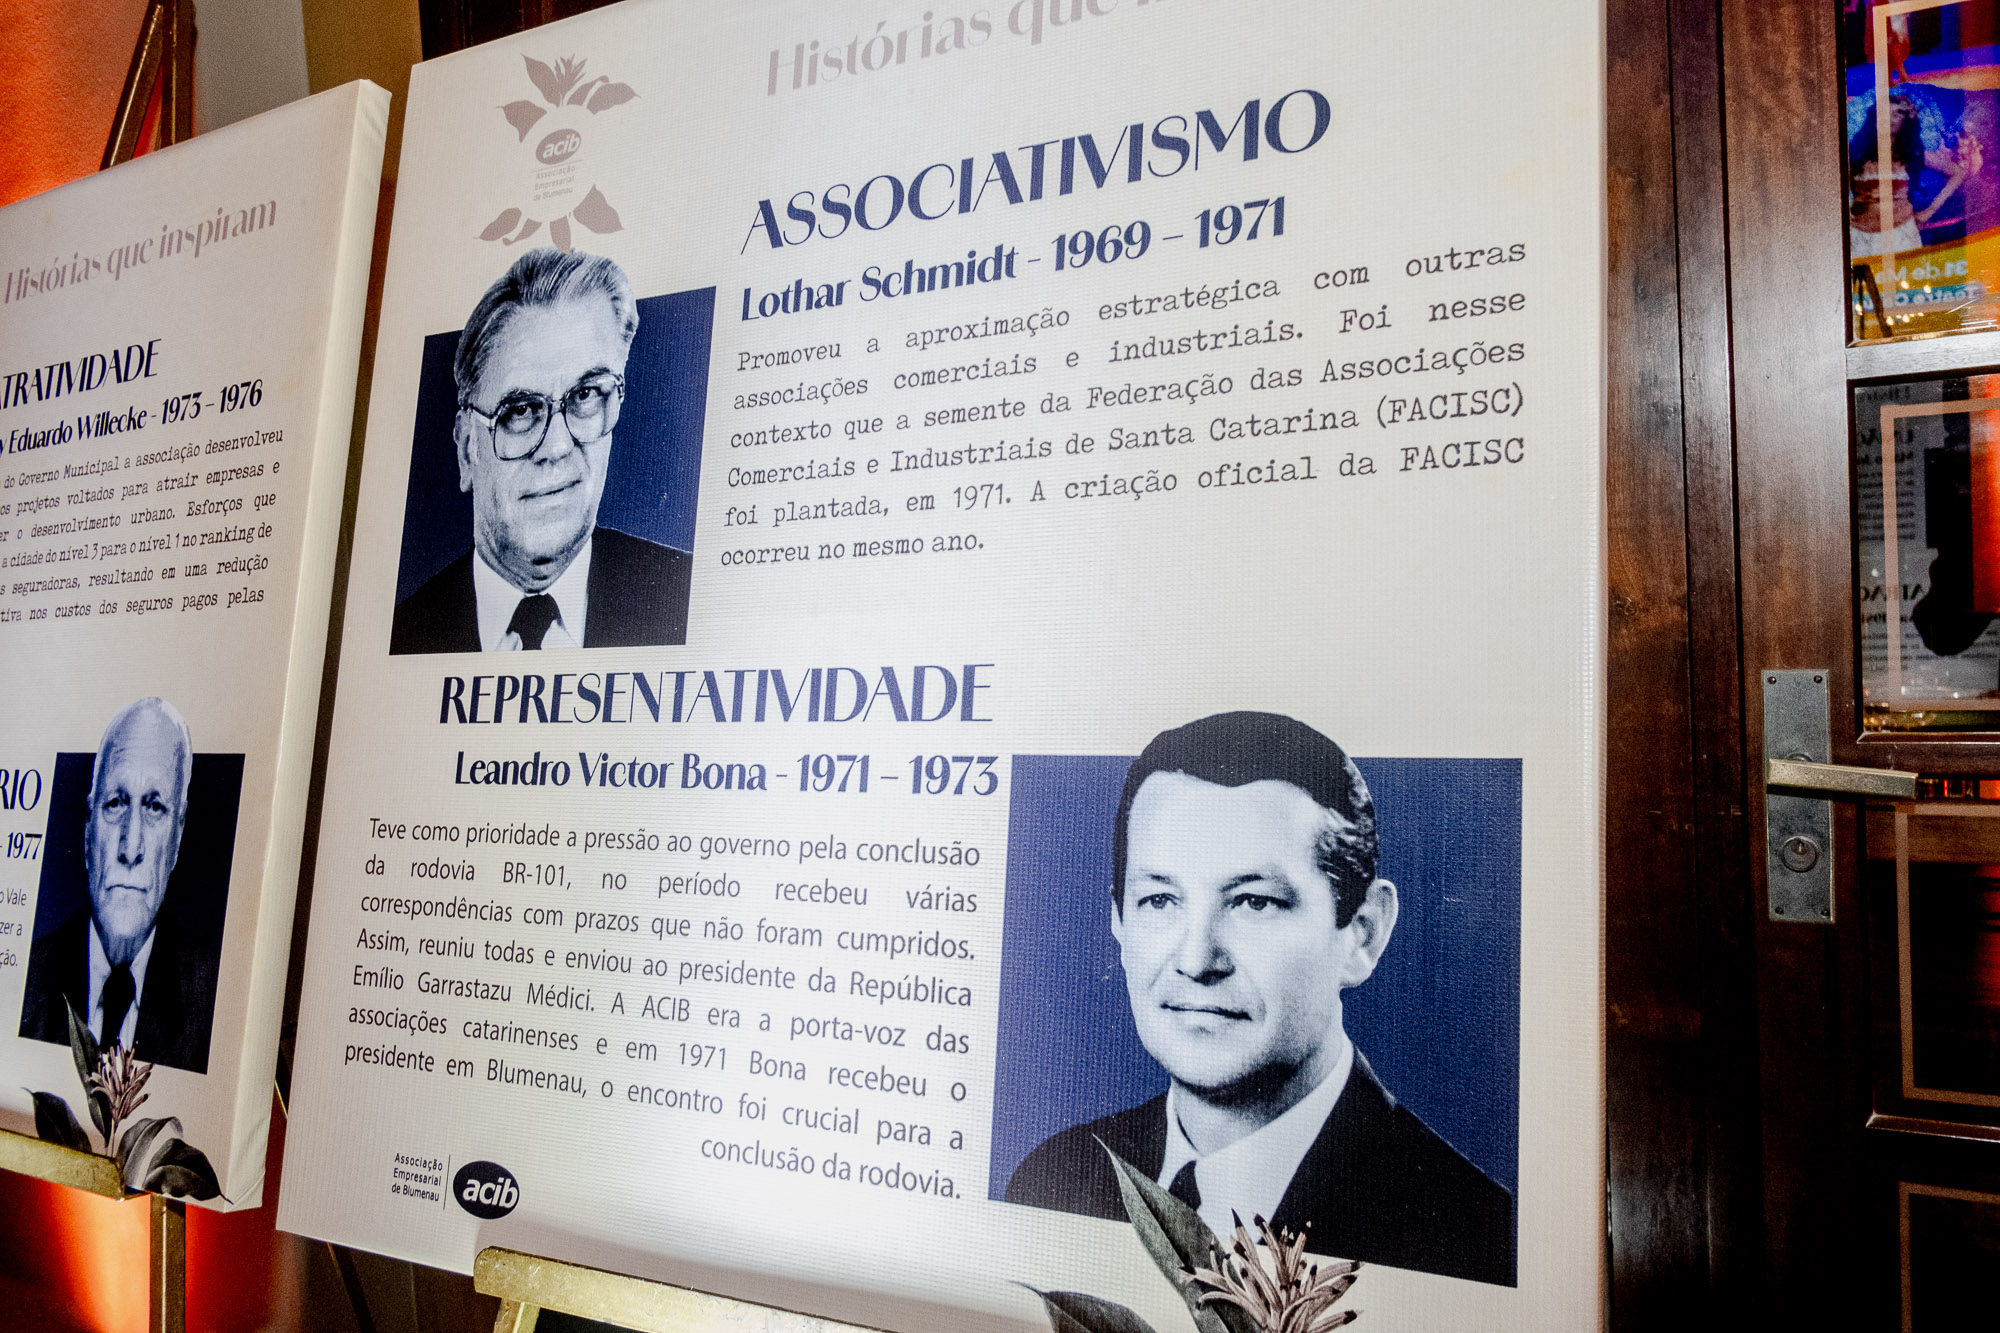 Histórias que inspiram
ATRATIVIDADE
Eduardo Willecke - 1973 - 1976
do Governo Municipal a associação desenvolveu
projetos voltados para atrair empresas e
o desenvolvimento urbano. Esforços que
a cidade do nível 3 para o nível 1 no ranking de
seguradoras, resultando em uma redução
nos custos dos seguros pagos pelas
- 1977
Vale
Histórias que
acib
Associação
Empresarial
de Blumenau
ASSOCIATIVISMO
Lothar Schmidt - 1969 – 1971
Promoveu a aproximação estratégica com outras
associações comerciais e industriais. Foi nesse
contexto que a semente da Federação das Associações
Comerciais e Industriais de Santa Catarina (FACISC)
foi plantada, em 1971. A criação oficial da FACISC
ocorreu no mesmo ano.
REPRESENTATIVIDADE
Leandro Victor Bona - 1971 – 1973
Teve como prioridade a pressão ao governo pela conclusão
da rodovia BR-101, no período recebeu várias
correspondências com prazos que não foram cumpridos.
Assim, reuniu todas e enviou ao presidente da República
Emílio Garrastazu Médici. A ACIB era a porta-voz das
associações catarinenses e em 1971 Bona recebeu o
presidente em Blumenau, o encontro foi crucial para a
conclusão da rodovia.
Associação
Empresarial
de Blumenau
acib